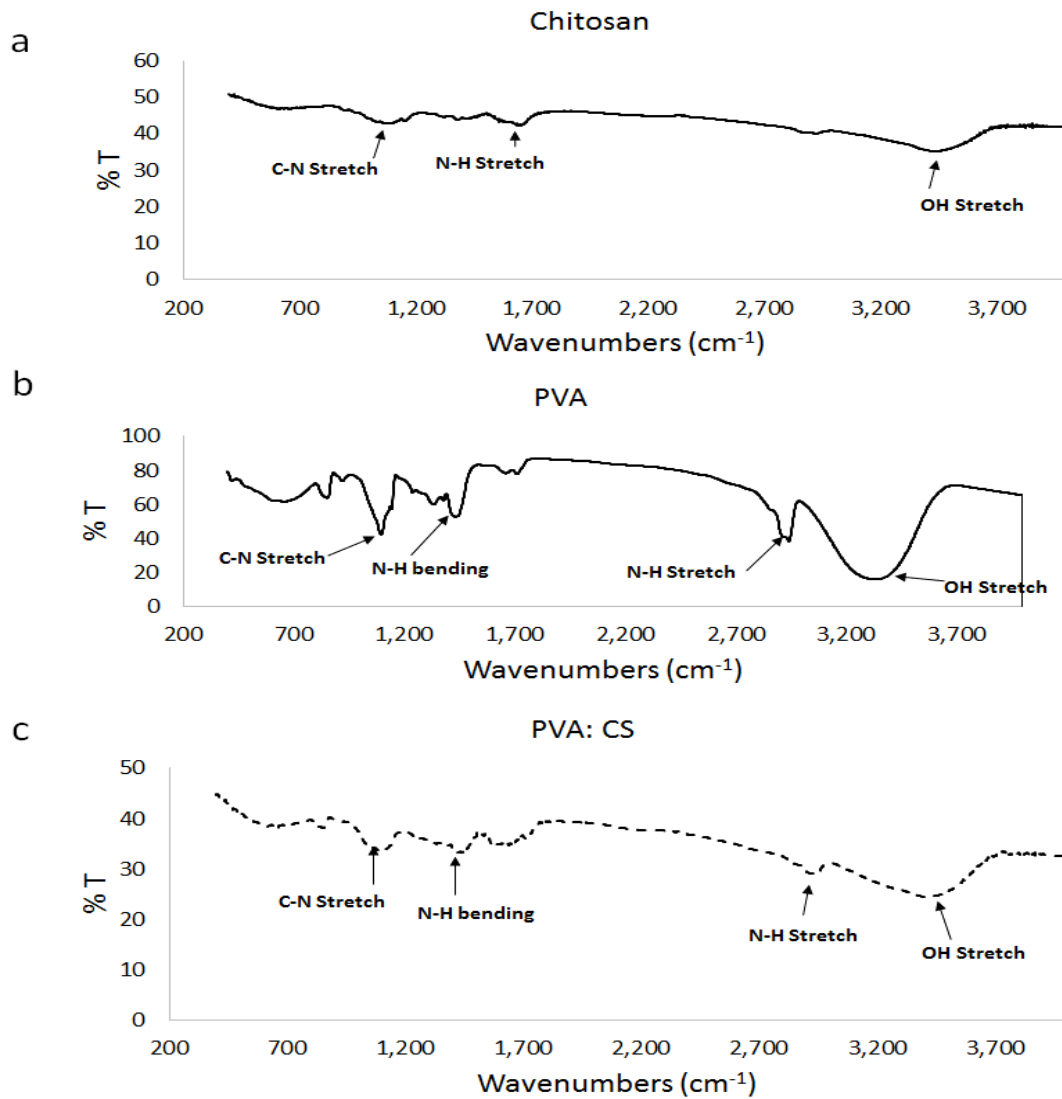 a
Chitosan
60
50
40
30
20
10
0
% T
C-N Stretch
N-H Stretch
OH Stretch
200 700 1,200 1,700 2,200 2,700 3,200 3,700
Wavenumbers (cm⁻¹)
b
PVA
100
80
60
40
20
0
% T
C-N Stretch
N-H bending
N-H Stretch
OH Stretch
200 700 1,200 1,700 2,200 2,700 3,200 3,700
Wavenumbers (cm⁻¹)
c
PVA: CS
50
40
30
20
10
0
% T
C-N Stretch
N-H bending
N-H Stretch
OH Stretch
200 700 1,200 1,700 2,200 2,700 3,200 3,700
Wavenumbers (cm⁻¹)